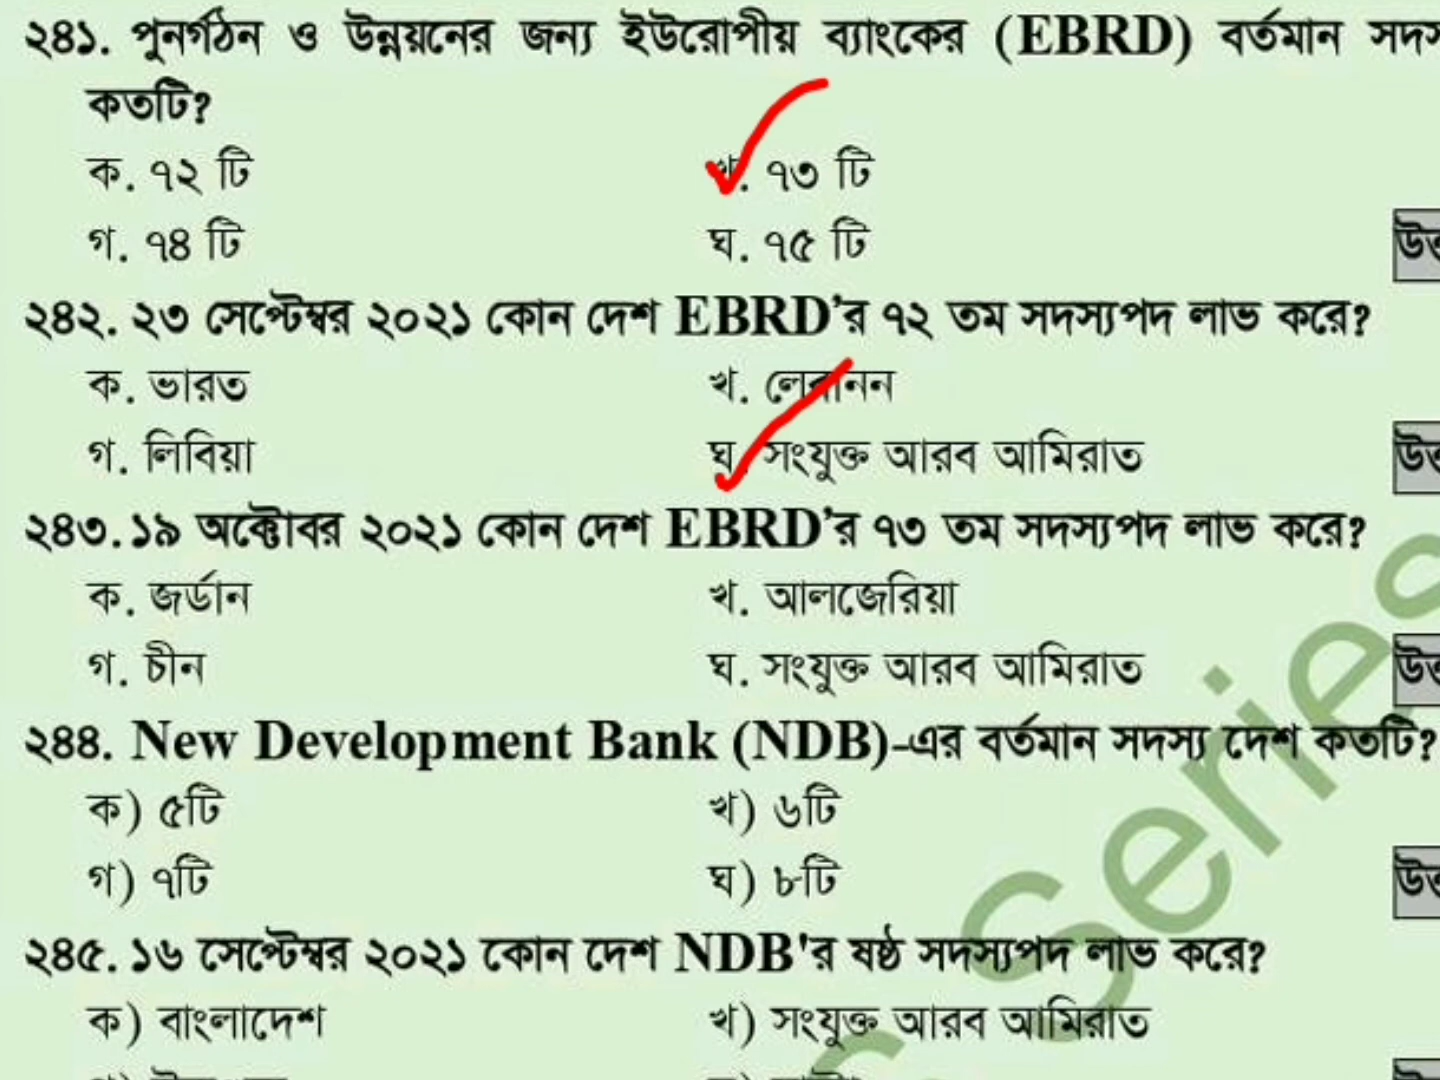 ২৪১. পুনর্গঠন ও উন্নয়নের জন্য ইউরোপীয় ব্যাংকের (EBRD) বর্তমান
কতটি?
ক. ৭২ টি খ. ৭৩ টি
গ. ৭৪ টি ঘ. ৭৫ টি
২৪২. ২৩ সেপ্টেম্বর ২০২১ কোন দেশ EBRD’র ৭২ তম সদস্যপদ লাভ করে?
ক. ভারত খ. লেবানন
গ. লিবিয়া ঘ. সংযুক্ত আরব আমিরাত
২৪৩. ১৯ অক্টোবর ২০২১ কোন দেশ EBRD’র ৭৩ তম সদস্যপদ লাভ করে?
ক. জর্ডান খ. আলজেরিয়া
গ. চীন ঘ. সংযুক্ত আরব আমিরাত
২৪৪. New Development Bank (NDB)-এর বর্তমান সদস্য দেশ কতটি?
ক) ৫টি খ) ৬টি
গ) ৭টি ঘ) ৮টি
২৪৫. ১৬ সেপ্টেম্বর ২০২১ কোন দেশ NDB'র ষষ্ঠ সদস্যপদ লাভ করে?
ক) বাংলাদেশ খ) সংযুক্ত আরব আমিরাত
Series